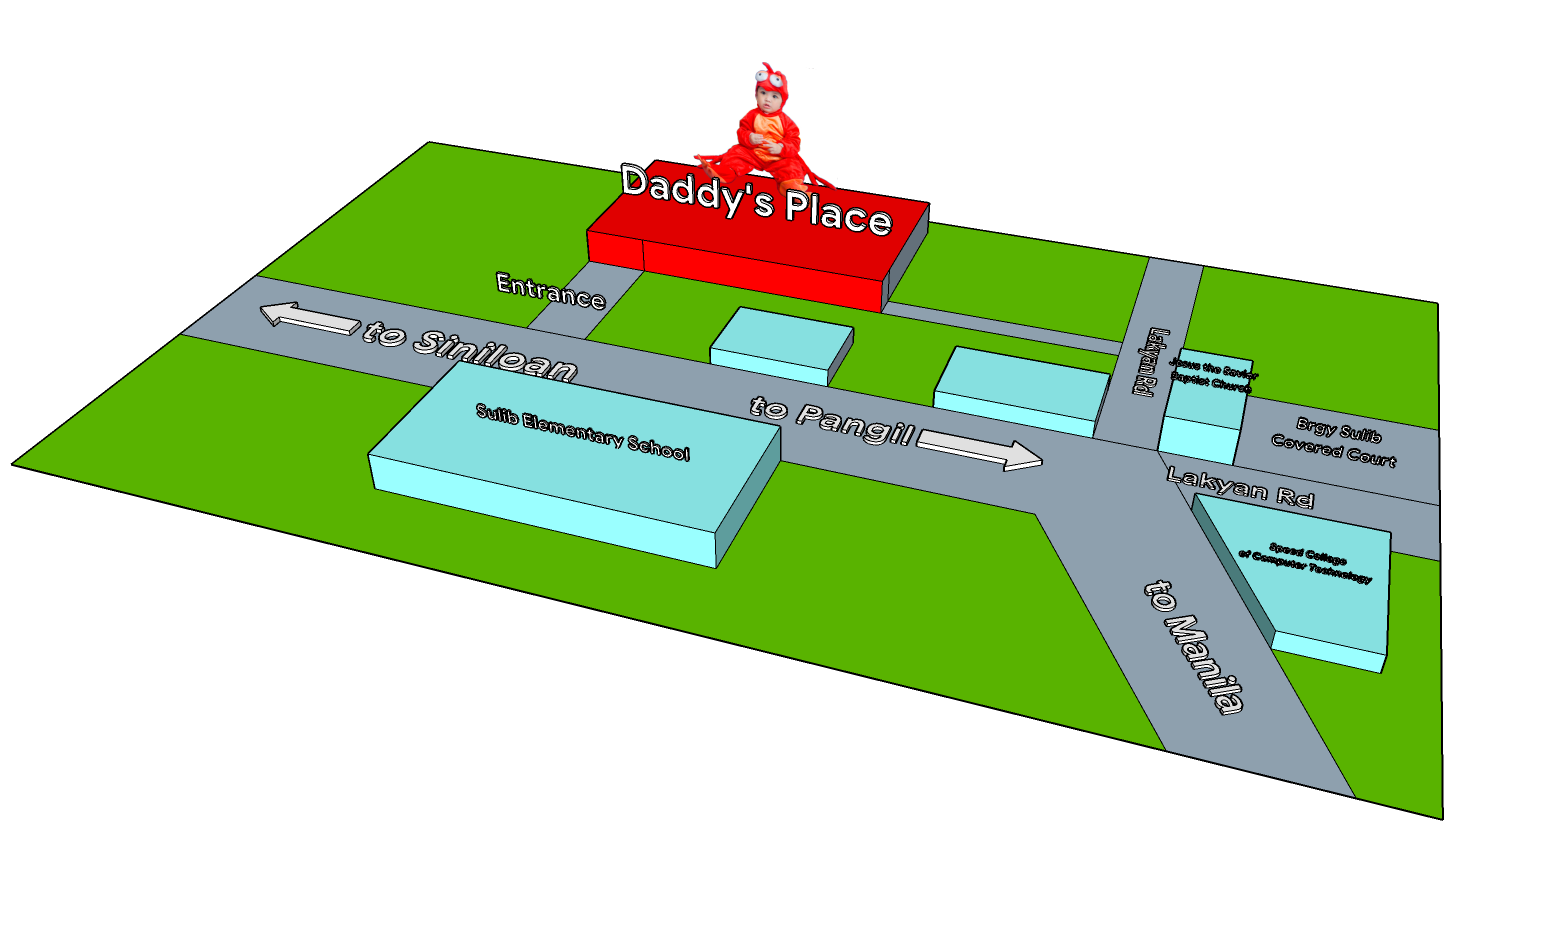 Daddy's Place
Entrance
to Siniloan
Sulib Elementary School
to Pangil
Lakyan Rd
Jesus the Savior
Baptist Church
Brgy Sulib
Covered Court
Lakyan Rd
Speed College
of Computer Technology
to Manila